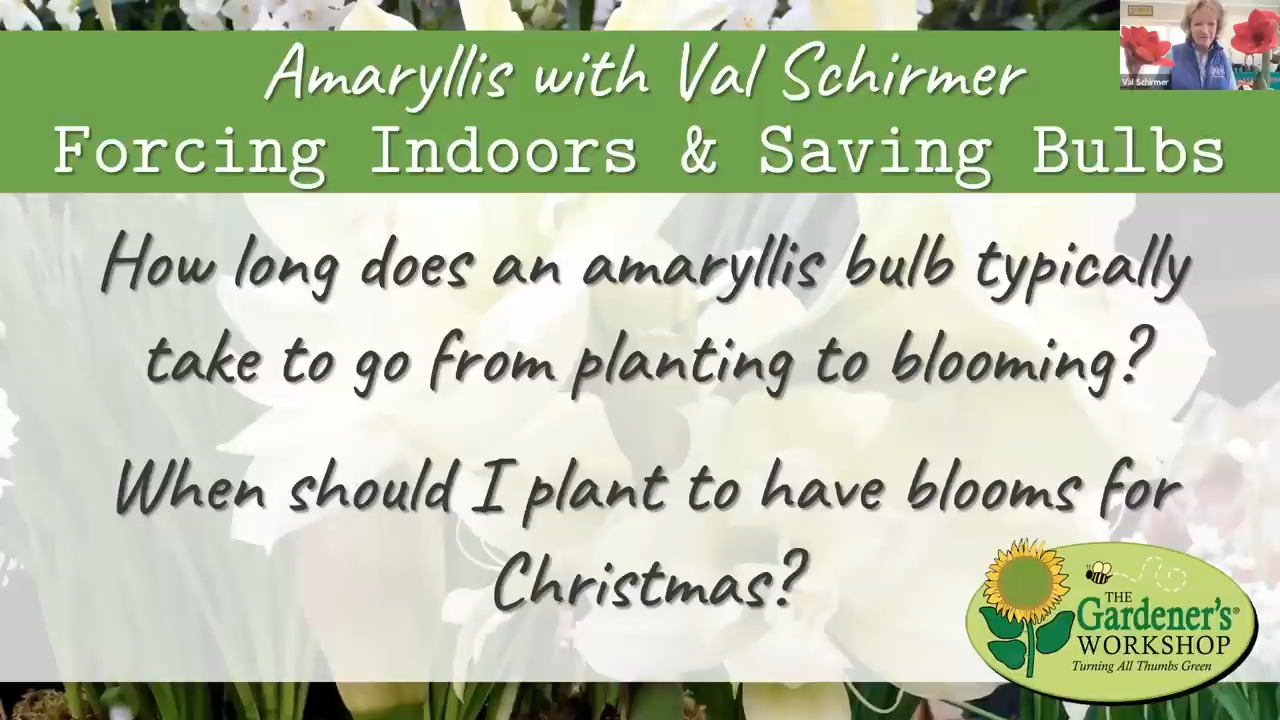 Amaryllis with Val Schirmer
Forcing Indoors & Saving Bulbs
Val Schirmer
How long does an amaryllis bulb typically
take to go from planting to blooming?
When should I plant to have blooms for
Christmas?
THE
Gardener's®
WORKSHOP
Turning All Thumbs Green